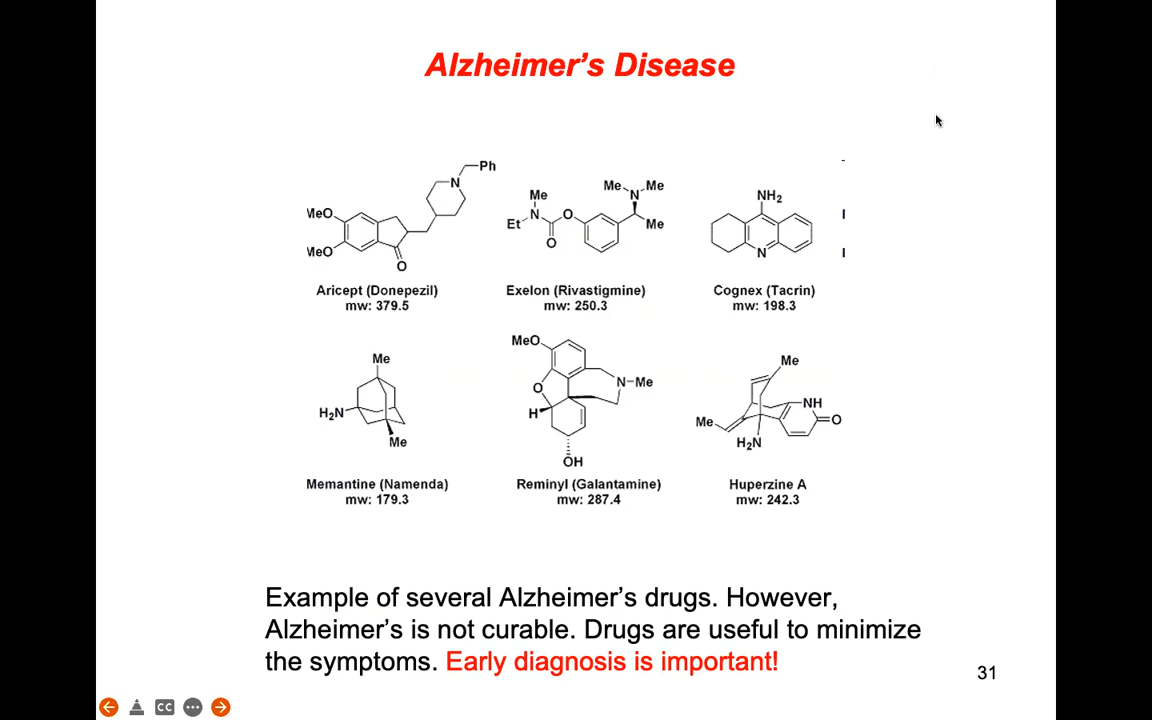 Alzheimer's Disease
N Ph
MeO
MeO
O
Aricept (Donepezil)
mw: 379.5
Me Me
N
Me
N O
Et Me
O
Exelon (Rivastigmine)
mw: 250.3
NH2
N
Cognex (Tacrin)
mw: 198.3
Me
H2N
Me
Memantine (Namenda)
mw: 179.3
MeO
O N Me
H
OH
Reminyl (Galantamine)
mw: 287.4
Me
NH
Me O
H2N
Huperzine A
mw: 242.3
Example of several Alzheimer's drugs. However,
Alzheimer's is not curable. Drugs are useful to minimize
the symptoms. Early diagnosis is important!
31
CC